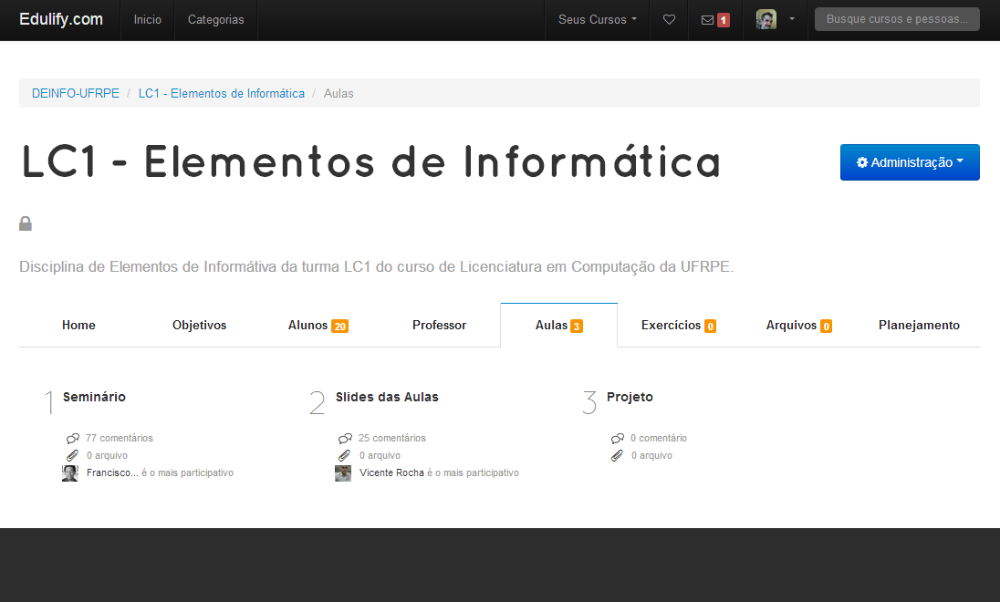 Edulify.com Inicio Categorias Seus Cursos 1 Busque cursos e pessoas...
DEINFO-UFRPE / LC1 - Elementos de Informática / Aulas
LC1 - Elementos de Informática
Administração
Disciplina de Elementos de Informátiva da turma LC1 do curso de Licenciatura em Computação da UFRPE.
Home Objetivos Alunos 20 Professor Aulas 3 Exercícios 0 Arquivos 0 Planejamento
1 Seminário
77 comentários
0 arquivo
Francisco... é o mais participativo
2 Slides das Aulas
25 comentários
0 arquivo
Vicente Rocha é o mais participativo
3 Projeto
0 comentário
0 arquivo